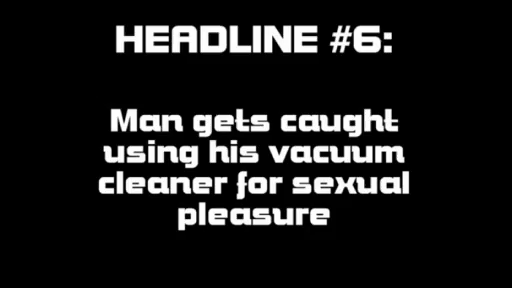 HEADLINE #6:
Man gets caught
using his vacuum
cleaner for sexual
pleasure